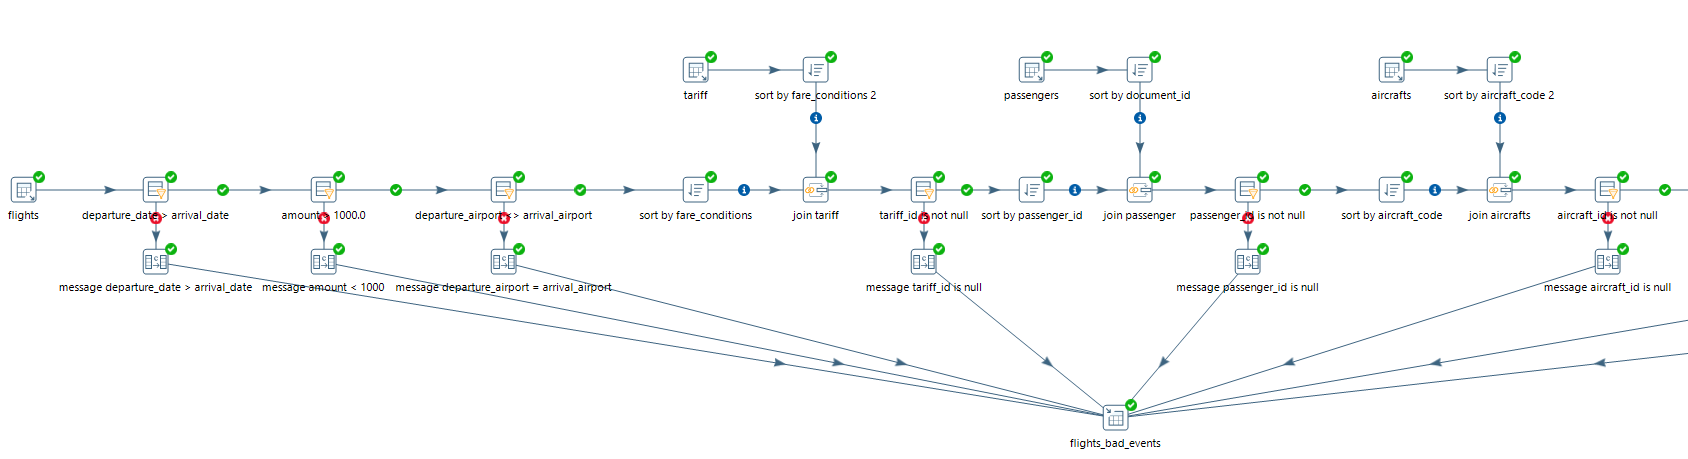 tariff
sort by fare_conditions 2
passengers
sort by document_id
aircrafts
sort by aircraft_code 2
flights
departure_date > arrival_date
amount > 1000.0
departure_airport <> arrival_airport
sort by fare_conditions
join tariff
tariff_id is not null
sort by passenger_id
join passenger
passenger_id is not null
sort by aircraft_code
join aircrafts
aircraft_id is not null
message departure_date > arrival_date
message amount < 1000
message departure_airport = arrival_airport
message tariff_id is null
message passenger_id is null
message aircraft_id is null
flights_bad_events